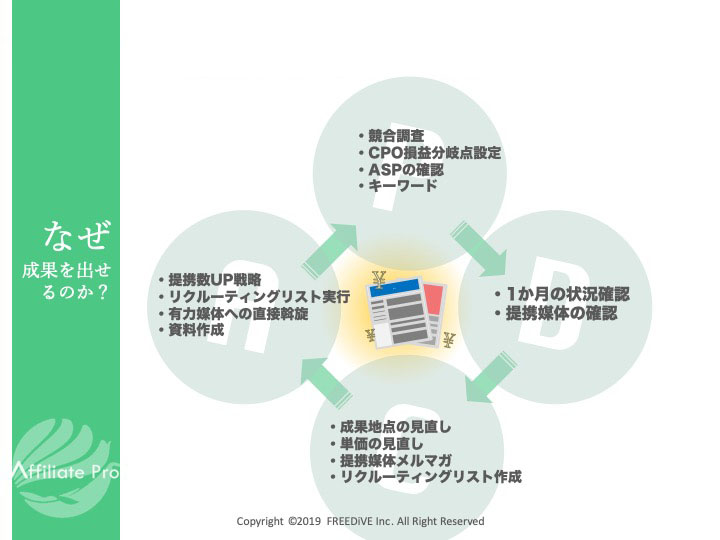 なぜ
成果を出せ
るのか？
Affiliate Pro
P
・競合調査
・CPO損益分岐点設定
・ASPの確認
・キーワード
D
・1か月の状況確認
・提携媒体の確認
C
・成果地点の見直し
・単価の見直し
・提携媒体メルマガ
・リクルーティングリスト作成
A
・提携数UP戦略
・リクルーティングリスト実行
・有力媒体への直接斡旋
・資料作成
¥
¥
¥
Copyright ©2019 FREEDiVE Inc. All Right Reserved